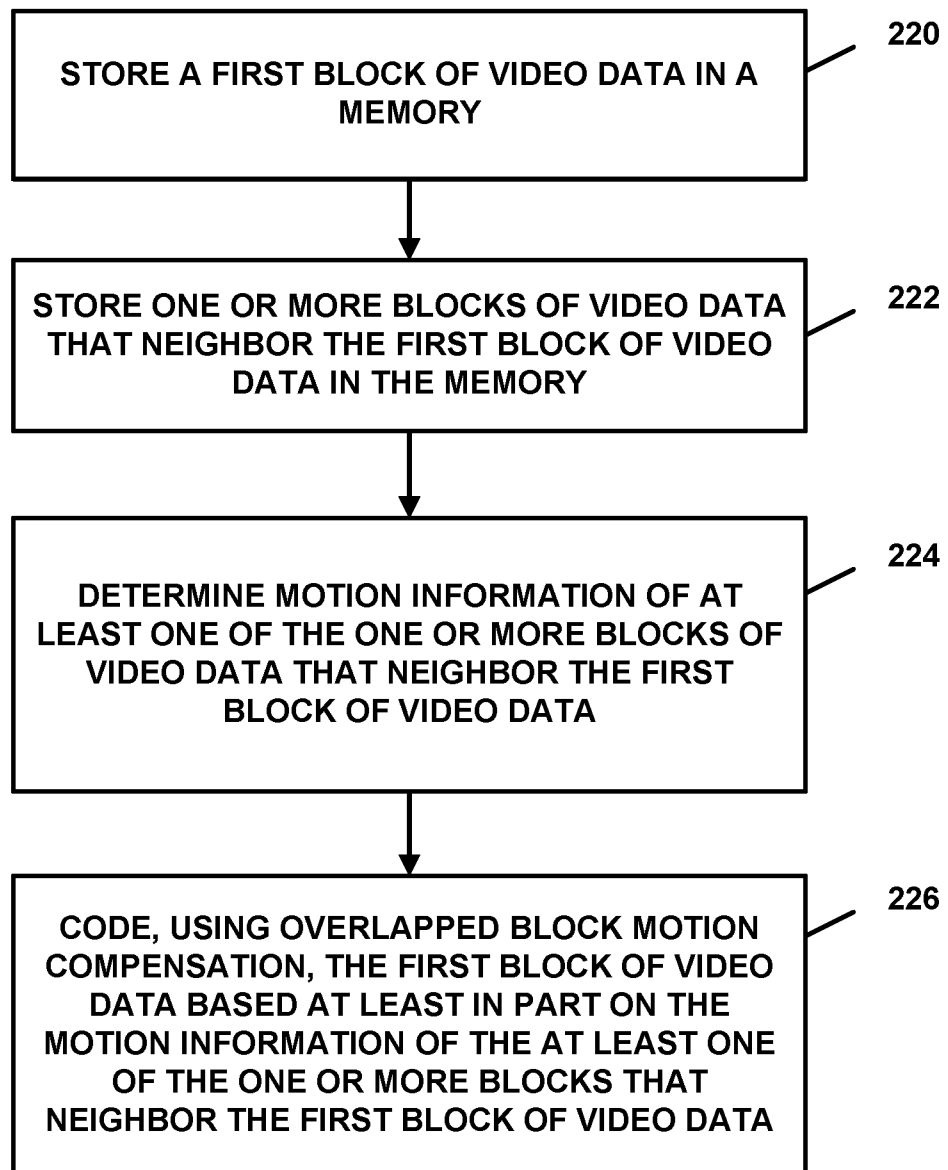 220
STORE A FIRST BLOCK OF VIDEO DATA IN A
MEMORY
222
STORE ONE OR MORE BLOCKS OF VIDEO DATA
THAT NEIGHBOR THE FIRST BLOCK OF VIDEO
DATA IN THE MEMORY
224
DETERMINE MOTION INFORMATION OF AT
LEAST ONE OF THE ONE OR MORE BLOCKS OF
VIDEO DATA THAT NEIGHBOR THE FIRST
BLOCK OF VIDEO DATA
226
CODE, USING OVERLAPPED BLOCK MOTION
COMPENSATION, THE FIRST BLOCK OF VIDEO
DATA BASED AT LEAST IN PART ON THE
MOTION INFORMATION OF THE AT LEAST ONE
OF THE ONE OR MORE BLOCKS THAT
NEIGHBOR THE FIRST BLOCK OF VIDEO DATA